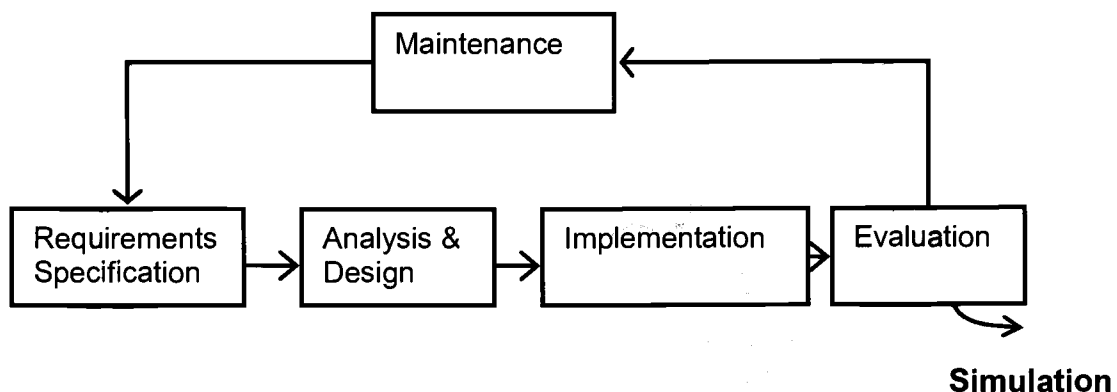 Maintenance
Requirements
Specification
Analysis &
Design
Implementation
Evaluation
Simulation